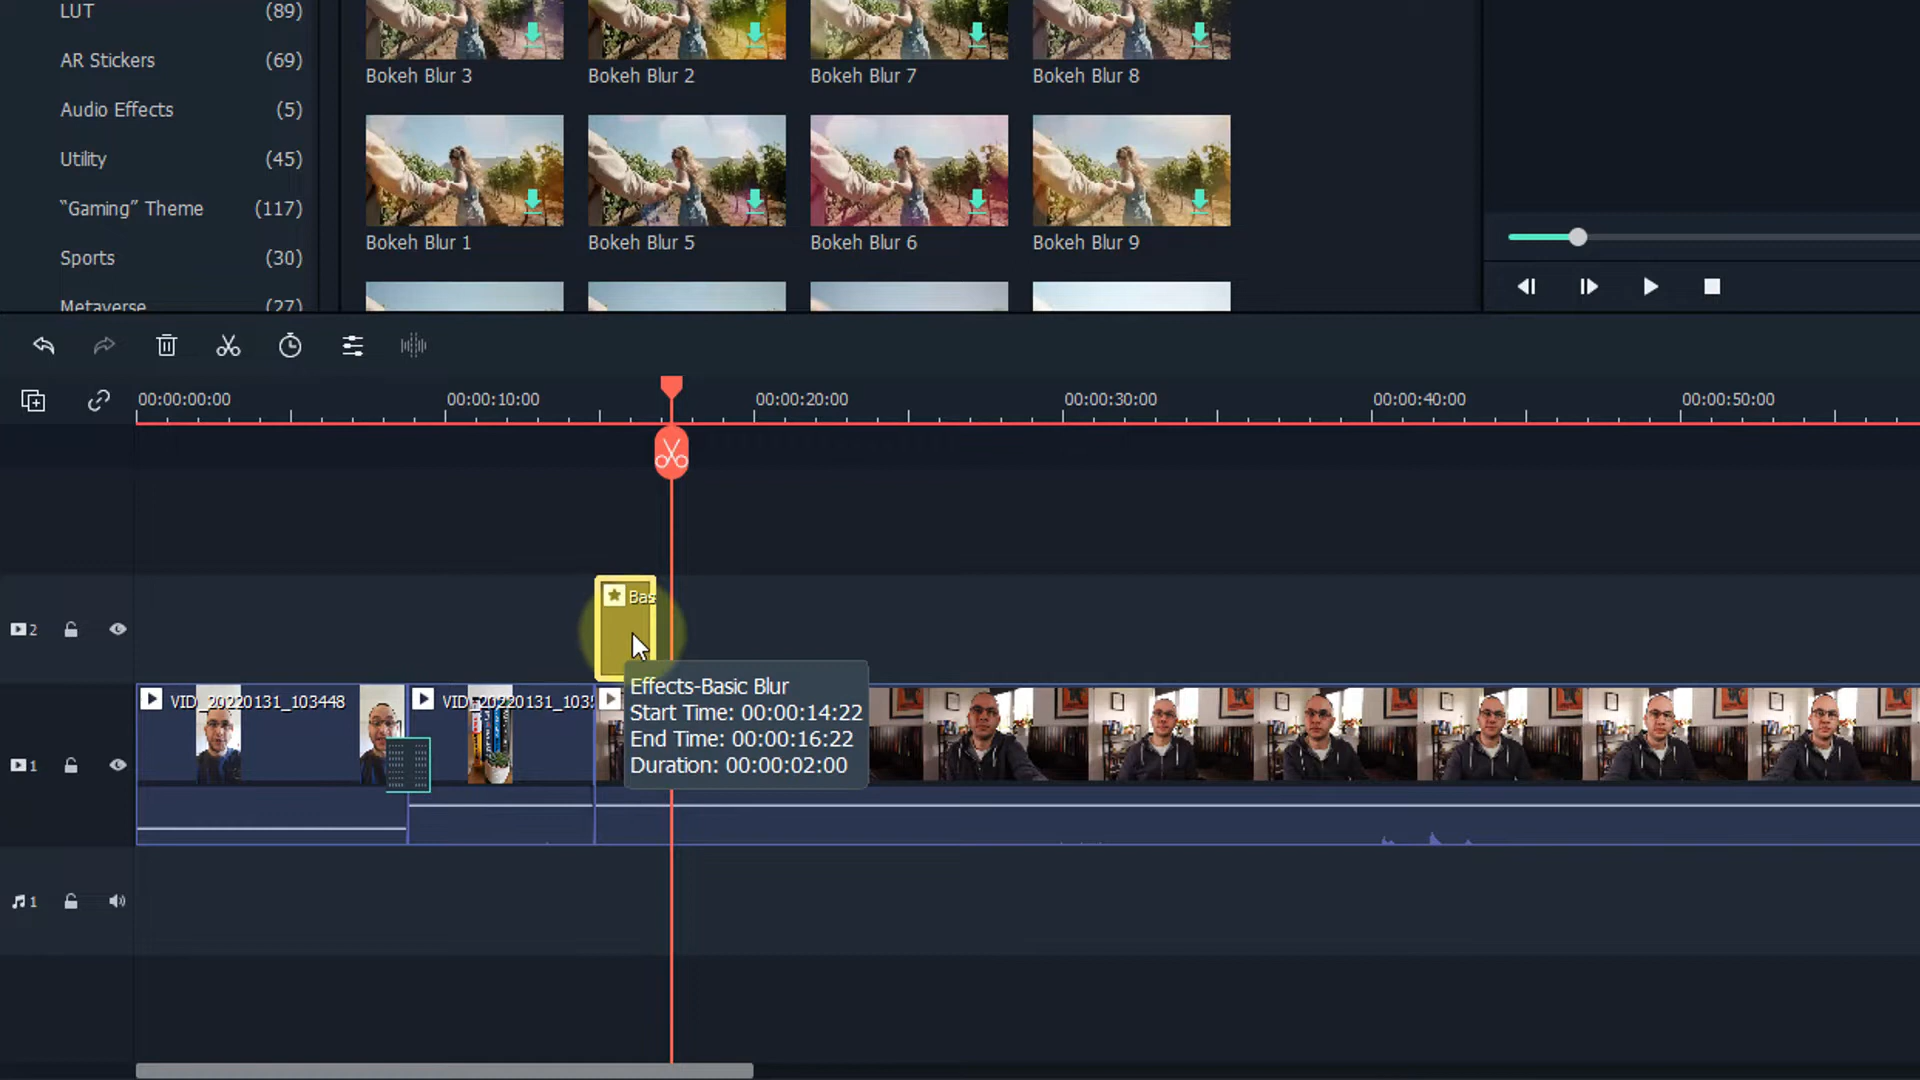 LUT (89)
AR Stickers (69)
Audio Effects (5)
Utility (45)
“Gaming” Theme (117)
Sports (30)
Metaverse (27)
Bokeh Blur 3
Bokeh Blur 2
Bokeh Blur 7
Bokeh Blur 8
Bokeh Blur 1
Bokeh Blur 5
Bokeh Blur 6
Bokeh Blur 9
00:00:00:00
00:00:10:00
00:00:20:00
00:00:30:00
00:00:40:00
00:00:50:00
Bas
2
VID_20220131_103448
VID_20220131_1035
Effects-Basic Blur
Start Time: 00:00:14:22
End Time: 00:00:16:22
Duration: 00:00:02:00
1
1